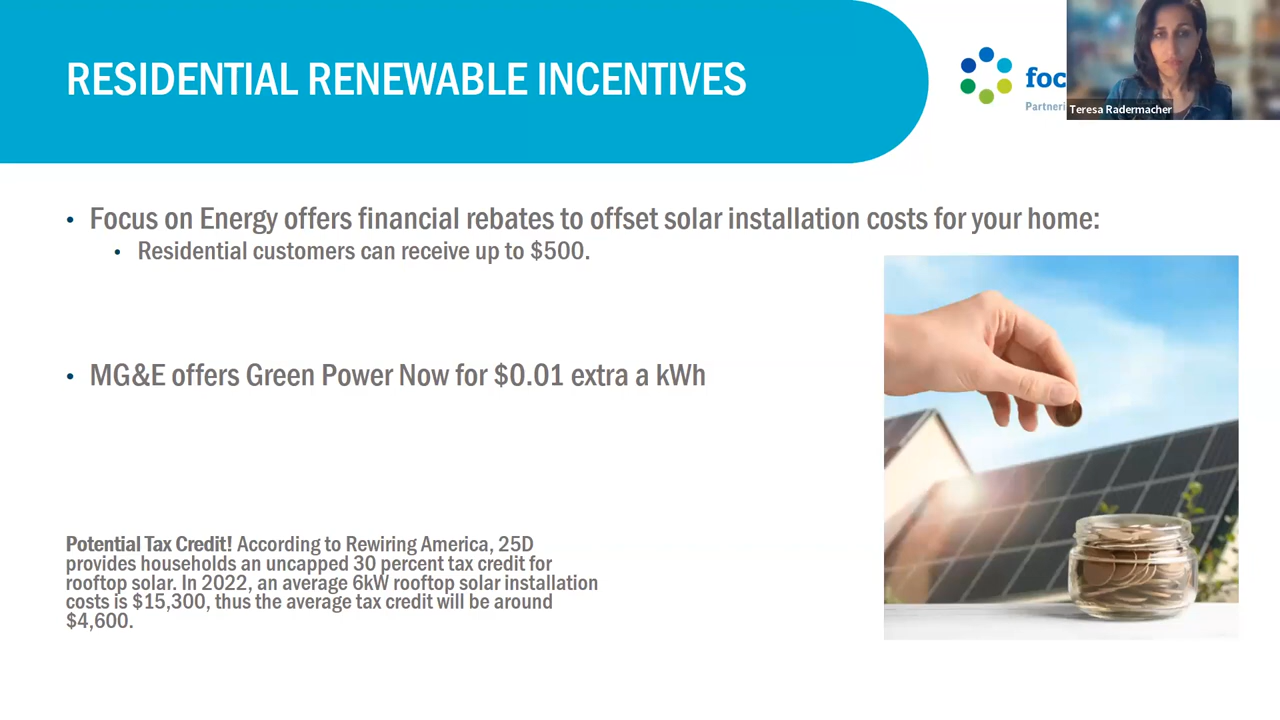 RESIDENTIAL RENEWABLE INCENTIVES
foc
Partneri
Teresa Radermacher
• Focus on Energy offers financial rebates to offset solar installation costs for your home:
• Residential customers can receive up to $500.
• MG&E offers Green Power Now for $0.01 extra a kWh
Potential Tax Credit! According to Rewiring America, 25D
provides households an uncapped 30 percent tax credit for
rooftop solar. In 2022, an average 6kW rooftop solar installation
costs is $15,300, thus the average tax credit will be around
$4,600.